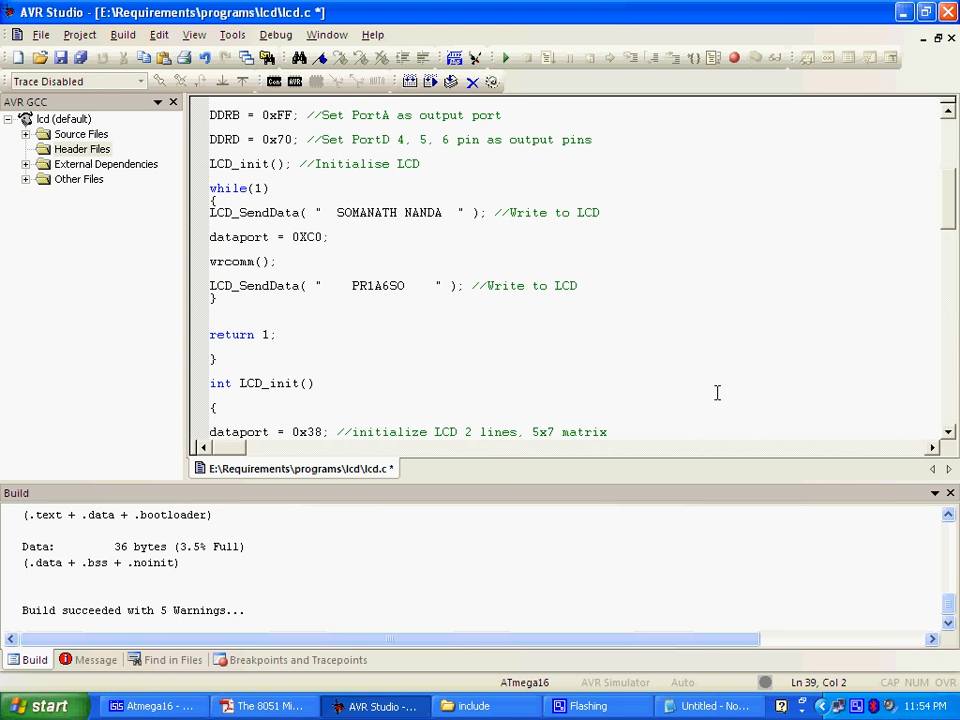 AVR Studio - [E:\Requirements\programs\lcd\lcd.c *]
File Project Build Edit View Tools Debug Window Help
Trace Disabled
AVR GCC
lcd (default)
Source Files
Header Files
External Dependencies
Other Files
DDRB = 0xFF; //Set PortA as output port
DDRD = 0x70; //Set PortD 4, 5, 6 pin as output pins
LCD_init(); //Initialise LCD
while(1)
{
LCD_SendData( "  SOMANATH NANDA  " ); //Write to LCD
dataport = 0XC0;
wrcomm();
LCD_SendData( "    PR1A6SO    " ); //Write to LCD
}
return 1;
}
int LCD_init()
{
dataport = 0x38; //initialize LCD 2 lines, 5x7 matrix
E:\Requirements\programs\lcd\lcd.c *
Build
(.text + .data + .bootloader)
Data:        36 bytes (3.5% Full)
(.data + .bss + .noinit)
Build succeeded with 5 Warnings...
Build Message Find in Files Breakpoints and Tracepoints
ATmega16 AVR Simulator Auto Ln 39, Col 2 CAP NUM OVR
start Atmega16 - ... The 8051 Mi... AVR Studio -... include Flashing Untitled - No... 11:54 PM